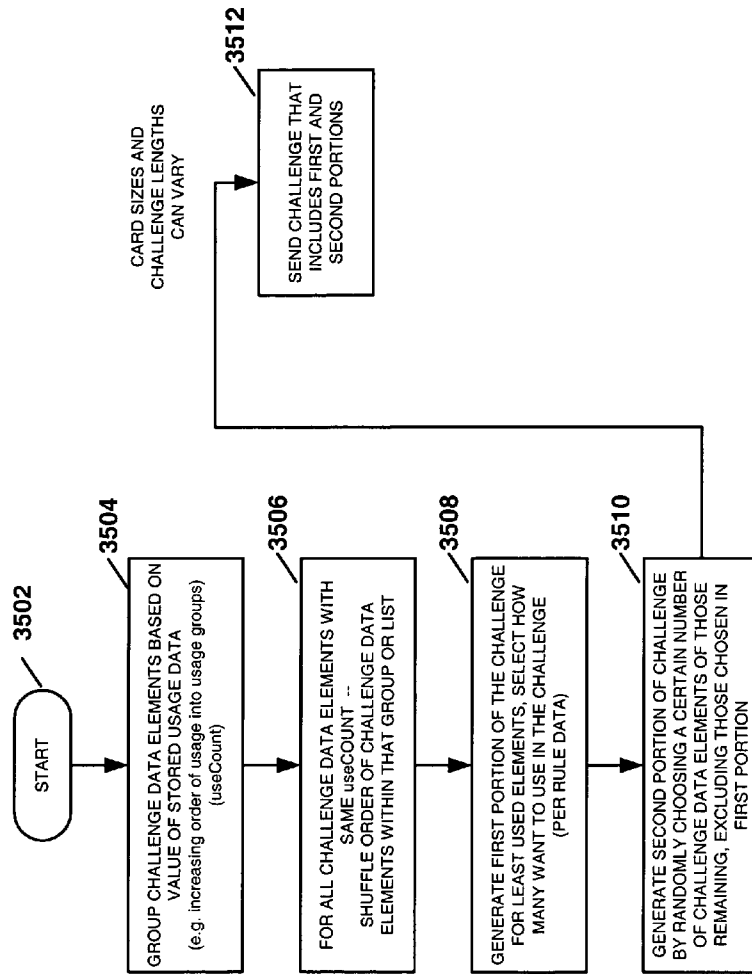 3502
START
3504
GROUP CHALLENGE DATA ELEMENTS BASED ON
VALUE OF STORED USAGE DATA
(e.g. increasing order of usage into usage groups)
(useCount)
3506
FOR ALL CHALLENGE DATA ELEMENTS WITH
SAME useCOUNT --
SHUFFLE ORDER OF CHALLENGE DATA
ELEMENTS WITHIN THAT GROUP OR LIST
3508
GENERATE FIRST PORTION OF THE CHALLENGE
FOR LEAST USED ELEMENTS, SELECT HOW
MANY WANT TO USE IN THE CHALLENGE
(PER RULE DATA)
3510
GENERATE SECOND PORTION OF CHALLENGE
BY RANDOMLY CHOOSING A CERTAIN NUMBER
OF CHALLENGE DATA ELEMENTS OF THOSE
REMAINING, EXCLUDING THOSE CHOSEN IN
FIRST PORTION
CARD SIZES AND
CHALLENGE LENGTHS
CAN VARY
3512
SEND CHALLENGE THAT
INCLUDES FIRST AND
SECOND PORTIONS